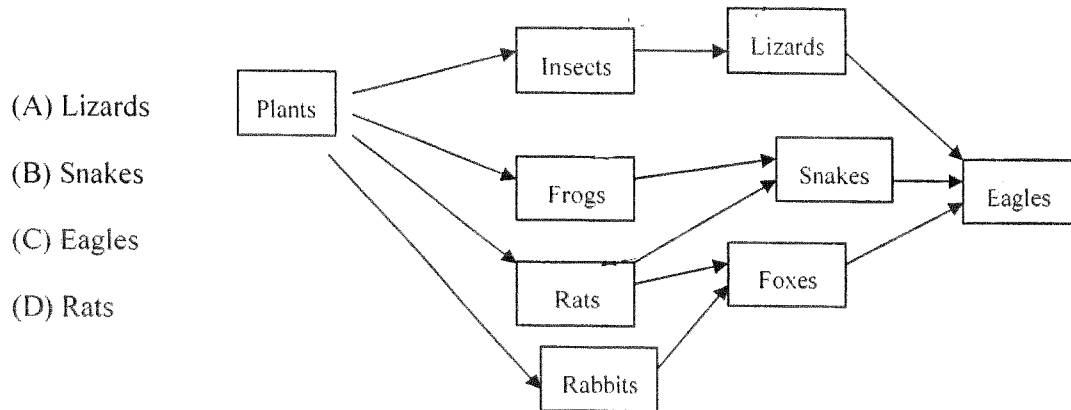 (A) Lizards
(B) Snakes
(C) Eagles
(D) Rats
Plants
Insects
Lizards
Frogs
Snakes
Eagles
Rats
Foxes
Rabbits